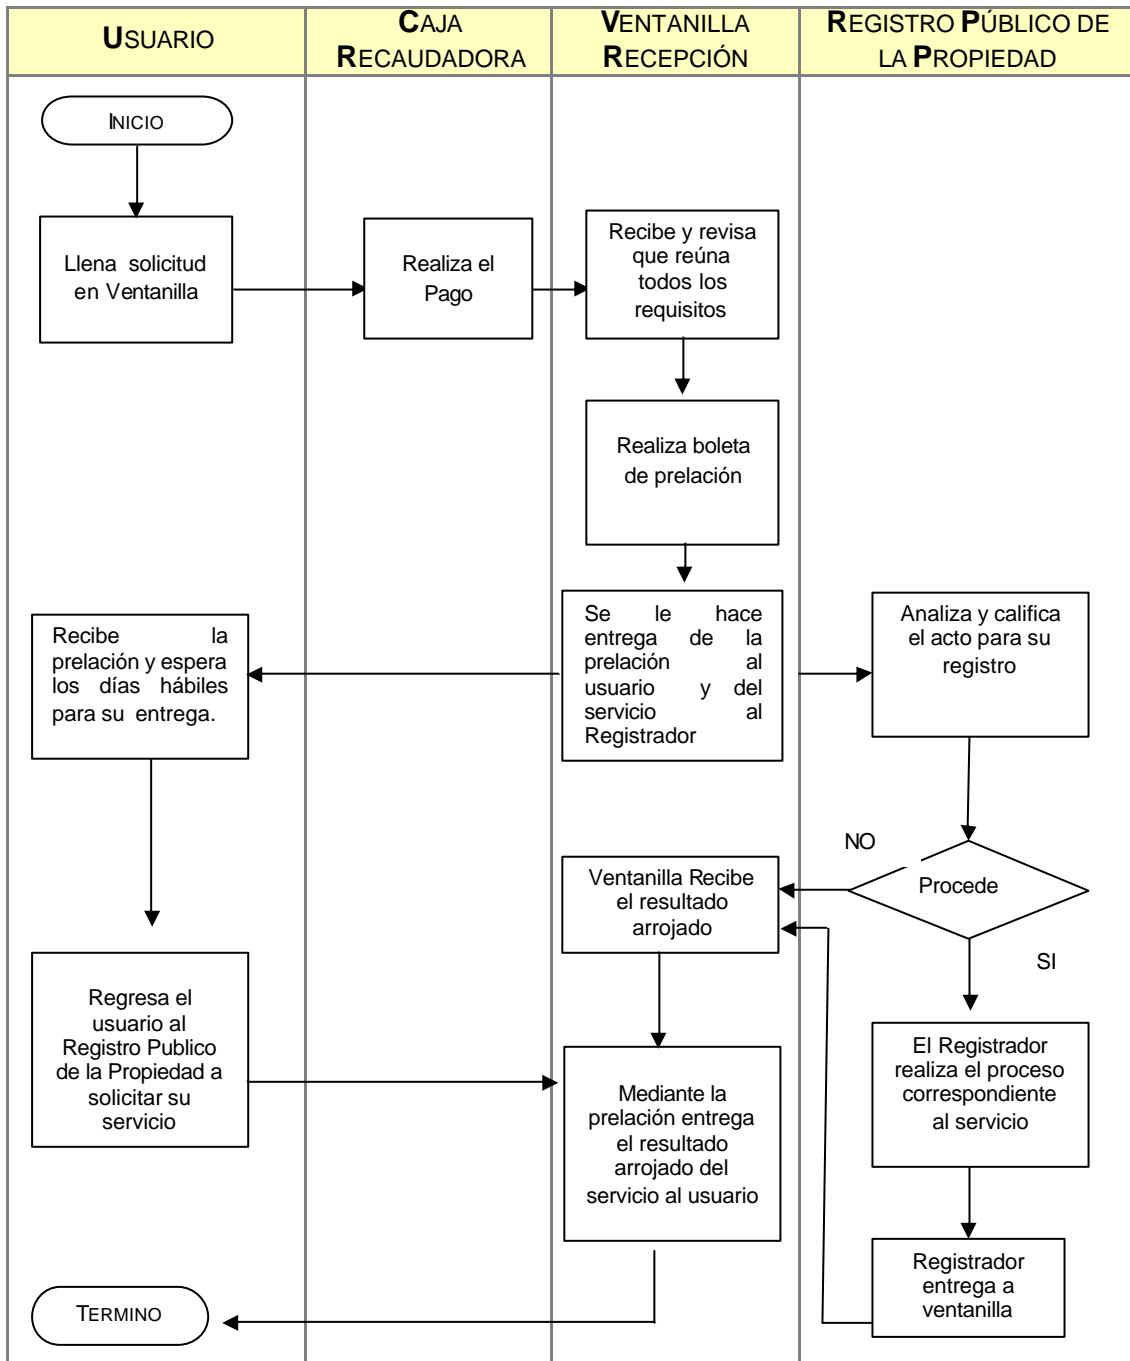 USUARIO
CAJA
RECAUDADORA
VENTANILLA
RECEPCIÓN
REGISTRO PÚBLICO DE
LA PROPIEDAD
INICIO
Llena solicitud
en Ventanilla
Realiza el
Pago
Recibe y revisa
que reúna
todos los
requisitos
Realiza boleta
de prelación
Se le hace
entrega de la
prelación al
usuario y del
servicio al
Registrador
Analiza y califica
el acto para su
registro
Recibe la
prelación y espera
los días hábiles
para su entrega.
NO
Procede
SI
Ventanilla Recibe
el resultado
arrojado
Regresa el
usuario al
Registro Publico
de la Propiedad a
solicitar su
servicio
Mediante la
prelación entrega
el resultado
arrojado del
servicio al usuario
El Registrador
realiza el proceso
correspondiente
al servicio
Registrador
entrega a
ventanilla
TERMINO